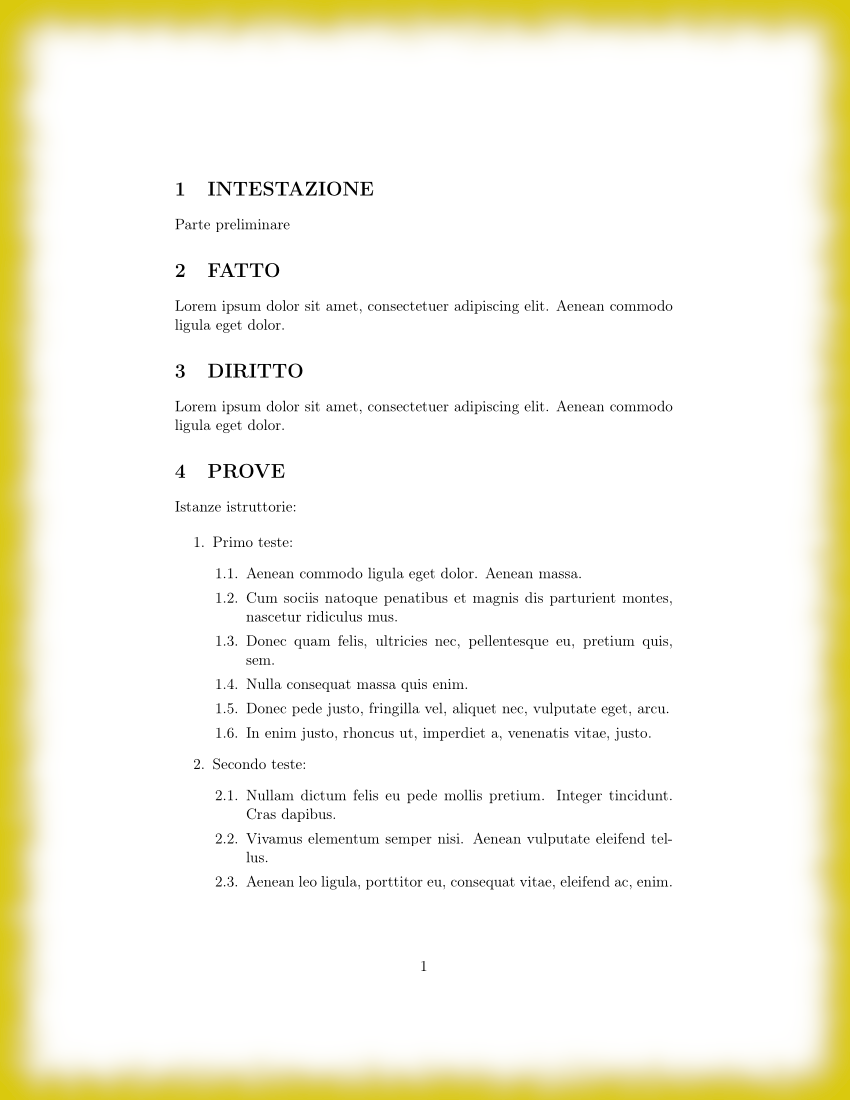 1 INTESTAZIONE
Parte preliminare
2 FATTO
Lorem ipsum dolor sit amet, consectetuer adipiscing elit. Aenean commodo
ligula eget dolor.
3 DIRITTO
Lorem ipsum dolor sit amet, consectetuer adipiscing elit. Aenean commodo
ligula eget dolor.
4 PROVE
Istanze istruttorie:
1. Primo teste:
1.1. Aenean commodo ligula eget dolor. Aenean massa.
1.2. Cum sociis natoque penatibus et magnis dis parturient montes,
nascetur ridiculus mus.
1.3. Donec quam felis, ultricies nec, pellentesque eu, pretium quis,
sem.
1.4. Nulla consequat massa quis enim.
1.5. Donec pede justo, fringilla vel, aliquet nec, vulputate eget, arcu.
1.6. In enim justo, rhoncus ut, imperdiet a, venenatis vitae, justo.
2. Secondo teste:
2.1. Nullam dictum felis eu pede mollis pretium. Integer tincidunt.
Cras dapibus.
2.2. Vivamus elementum semper nisi. Aenean vulputate eleifend tel-
lus.
2.3. Aenean leo ligula, porttitor eu, consequat vitae, eleifend ac, enim.
1